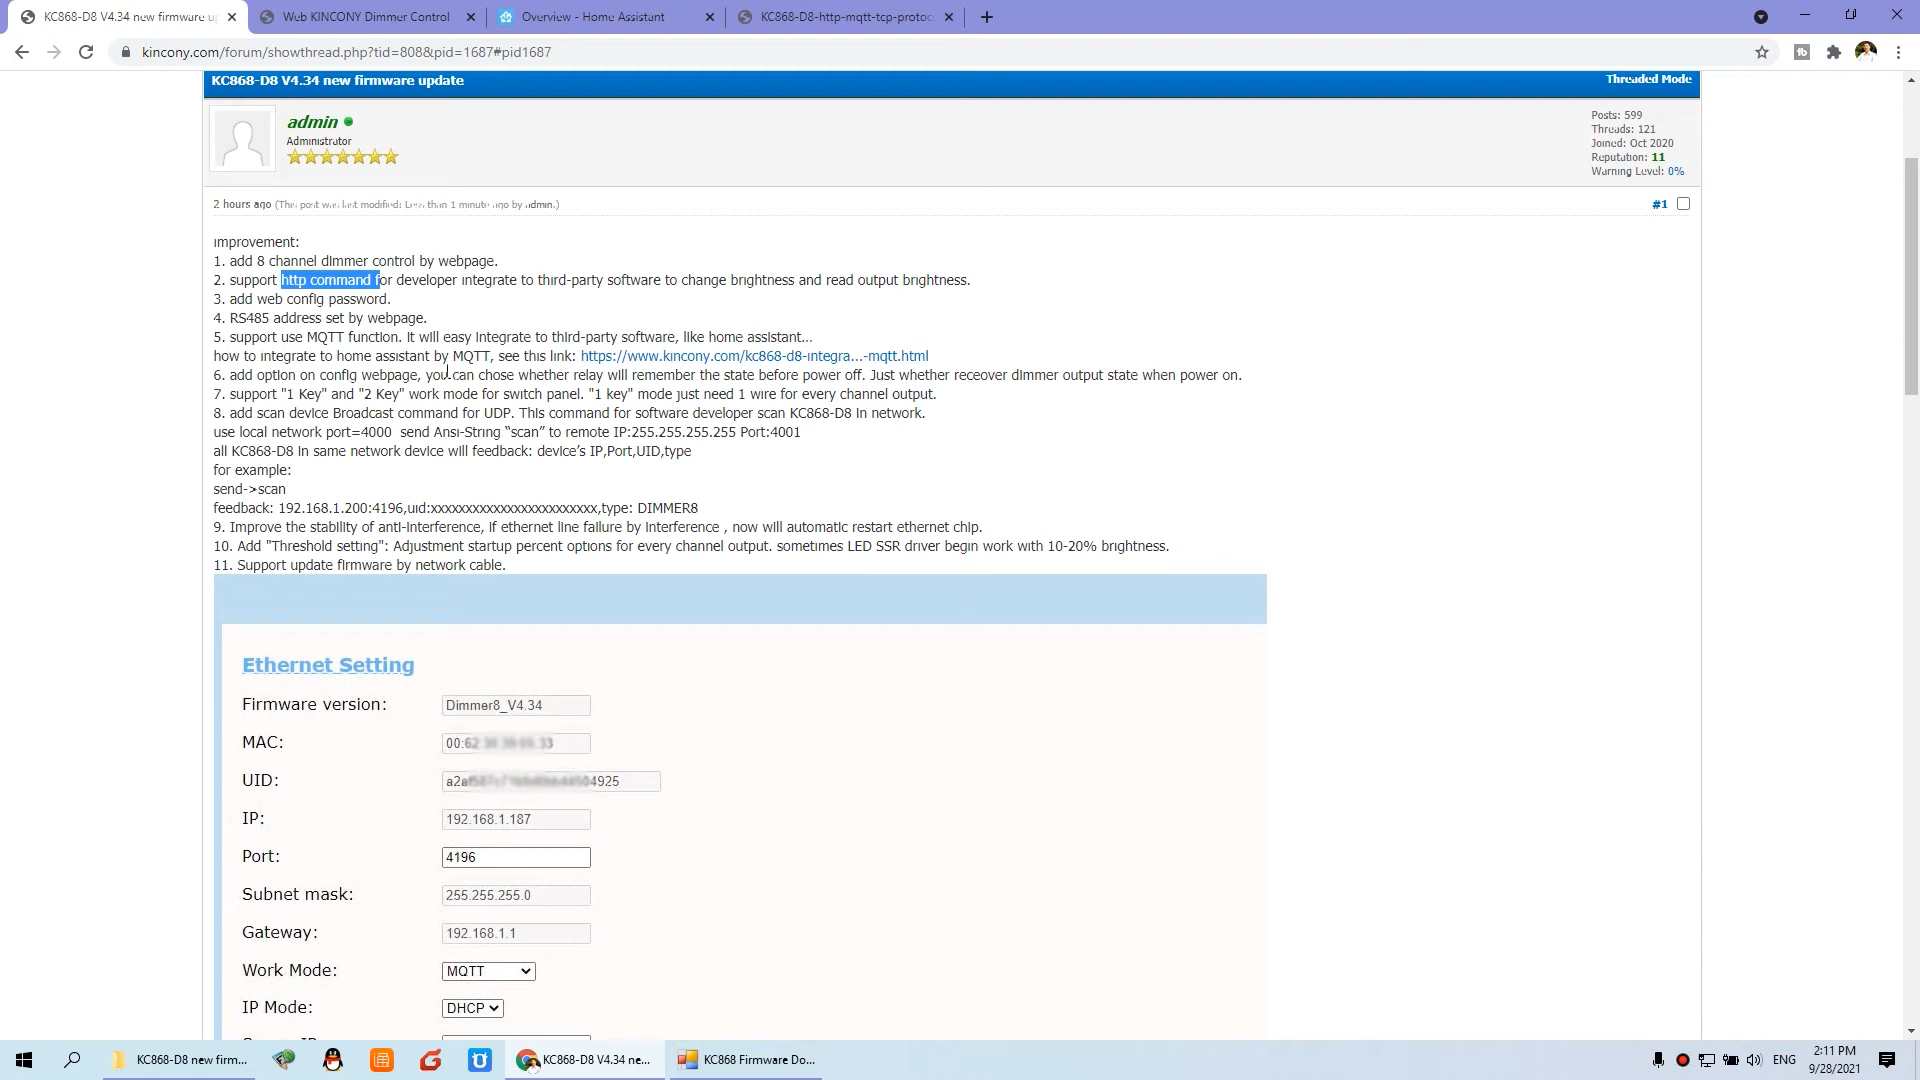 KC868-D8 V4.34 new firmware up
Web KINCONY Dimmer Control
Overview - Home Assistant
KC868-D8-http-mqtt-tcp-protoc
kincony.com/forum/showthread.php?tid=808&pid=1687#pid1687
KC868-D8 V4.34 new firmware update
Threaded Mode
admin
Administrator
Posts: 599
Threads: 121
Joined: Oct 2020
Reputation: 11
Warning Level: 0%
2 hours ago (This post was last modified: Less than 1 minute ago by admin.)
#1
improvement:
1. add 8 channel dimmer control by webpage.
2. support http command for developer integrate to third-party software to change brightness and read output brightness.
3. add web config password.
4. RS485 address set by webpage.
5. support use MQTT function. it will easy integrate to third-party software, like home assistant...
how to integrate to home assistant by MQTT, see this link: https://www.kincony.com/kc868-d8-integra...-mqtt.html
6. add option on config webpage, you can chose whether relay will remember the state before power off. Just whether receover dimmer output state when power on.
7. support "1 Key" and "2 Key" work mode for switch panel. "1 key" mode just need 1 wire for every channel output.
8. add scan device Broadcast command for UDP. This command for software developer scan KC868-D8 in network.
use local network port=4000  send Ansi-String “scan” to remote IP:255.255.255.255 Port:4001
all KC868-D8 in same network device will feedback: device’s IP,Port,UID,type
for example:
send->scan
feedback: 192.168.1.200:4196,uid:xxxxxxxxxxxxxxxxxxxxxxxx,type: DIMMER8
9. Improve the stability of anti-interference, if ethernet line failure by interference , now will automatic restart ethernet chip.
10. Add "Threshold setting": Adjustment startup percent options for every channel output. sometimes LED SSR driver begin work with 10-20% brightness.
11. Support update firmware by network cable.
Ethernet Setting
Firmware version: Dimmer8_V4.34
MAC: 00:62
UID: a2a 4925
IP: 192.168.1.187
Port: 4196
Subnet mask: 255.255.255.0
Gateway: 192.168.1.1
Work Mode: MQTT
IP Mode: DHCP
KC868-D8 new firm...
KC868-D8 V4.34 ne...
KC868 Firmware Do...
ENG
2:11 PM
9/28/2021